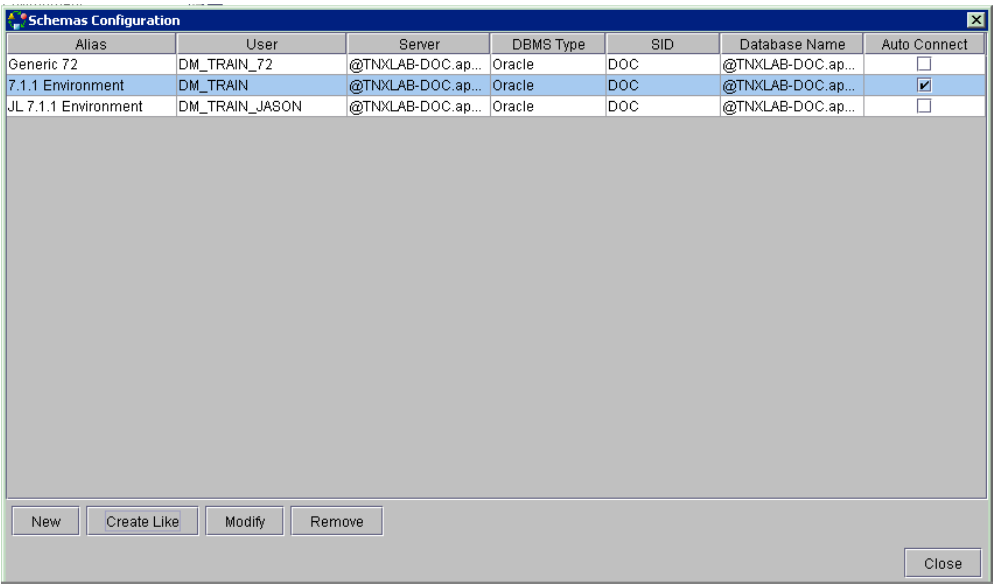 Schemas Configuration
Alias User Server DBMS Type SID Database Name Auto Connect
Generic 72 DM_TRAIN_72 @TNXLAB-DOC.ap... Oracle DOC @TNXLAB-DOC.ap...
7.1.1 Environment DM_TRAIN @TNXLAB-DOC.ap... Oracle DOC @TNXLAB-DOC.ap...
JL 7.1.1 Environment DM_TRAIN_JASON @TNXLAB-DOC.ap... Oracle DOC @TNXLAB-DOC.ap...
New Create Like Modify Remove
Close